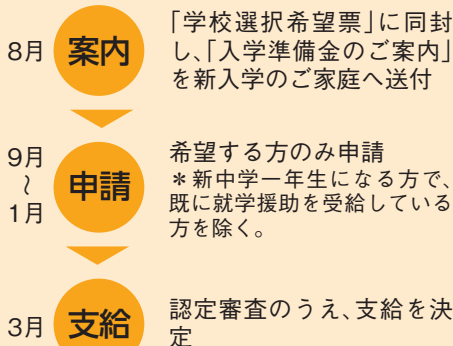 8月
案内
「学校選択希望票」に同封
し、「入学準備金のご案内」
を新入学のご家庭へ送付
9月
〜
1月
申請
希望する方のみ申請
＊新中学一年生になる方で、
既に就学援助を受給している
方を除く。
3月
支給
認定審査のうえ、支給を決
定